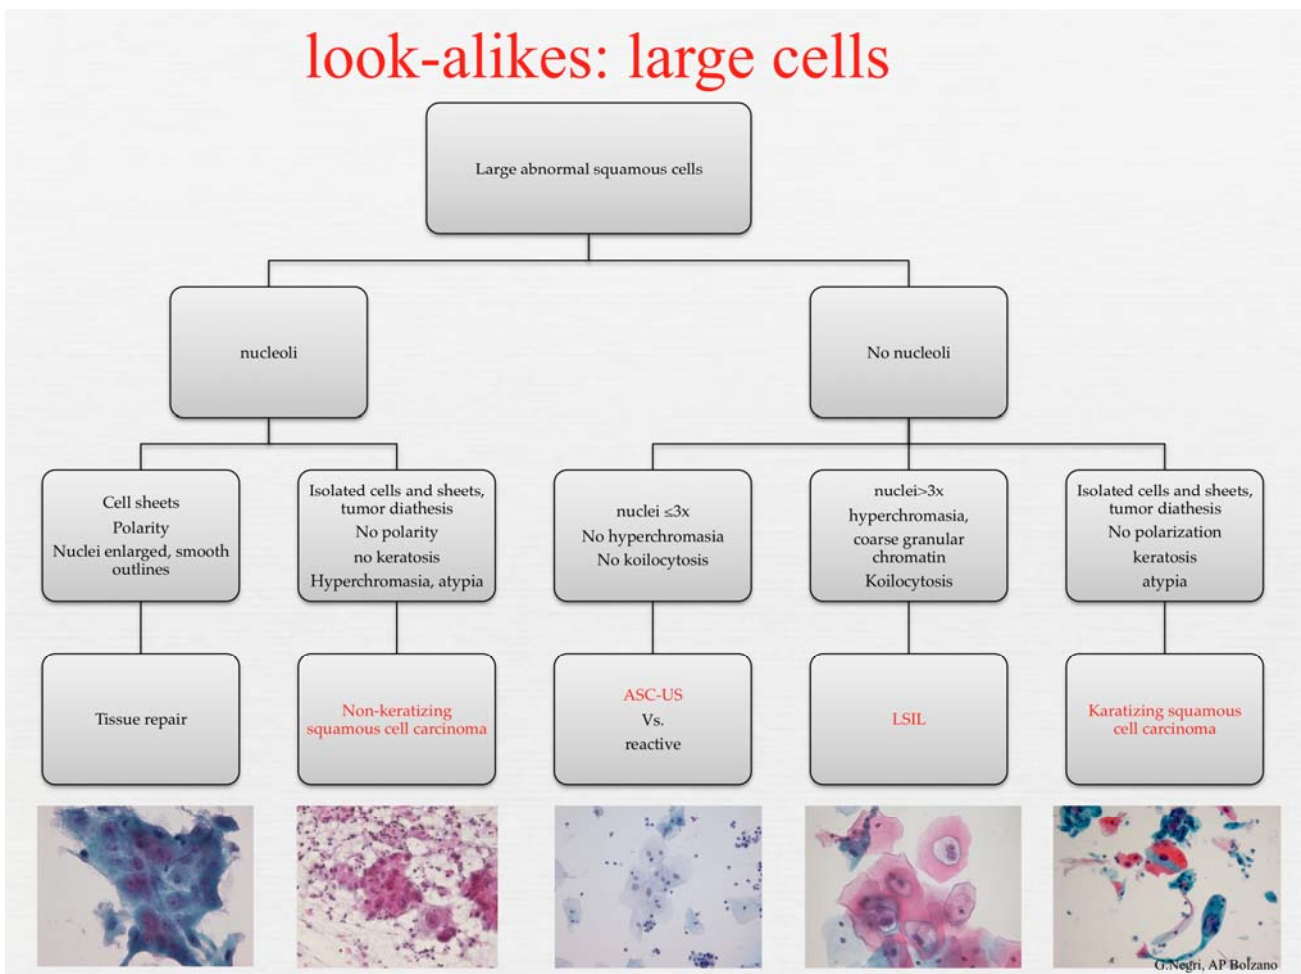 look-alikes: large cells
Large abnormal squamous cells
nucleoli
No nucleoli
Cell sheets
Polarity
Nuclei enlarged, smooth
outlines
Isolated cells and sheets,
tumor diathesis
No polarity
no keratosis
Hyperchromasia, atypia
nuclei ≤3x
No hyperchromasia
No koilocytosis
nuclei>3x
hyperchromasia,
coarse granular
chromatin
Koilocytosis
Isolated cells and sheets,
tumor diathesis
No polarization
keratosis
atypia
Tissue repair
Non-keratizing
squamous cell carcinoma
ASC-US
Vs.
reactive
LSIL
Karatizing squamous
cell carcinoma
G.Negri, AP Bolzano